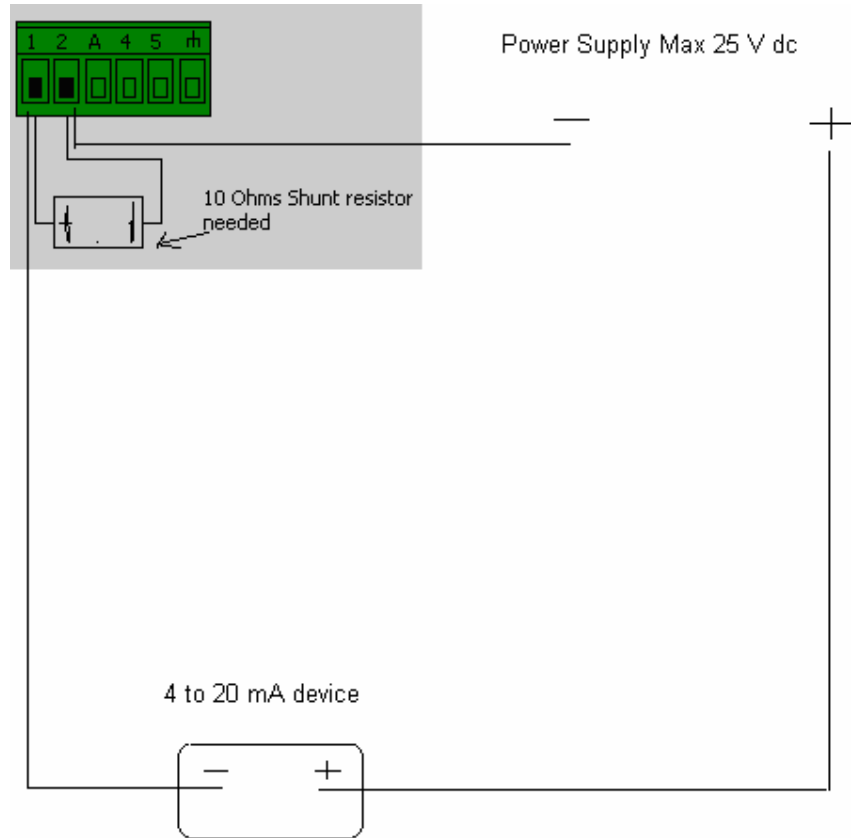 1 2 A 4 5
Power Supply Max 25 V dc
− +
10 Ohms Shunt resistor
needed
4 to 20 mA device
− +